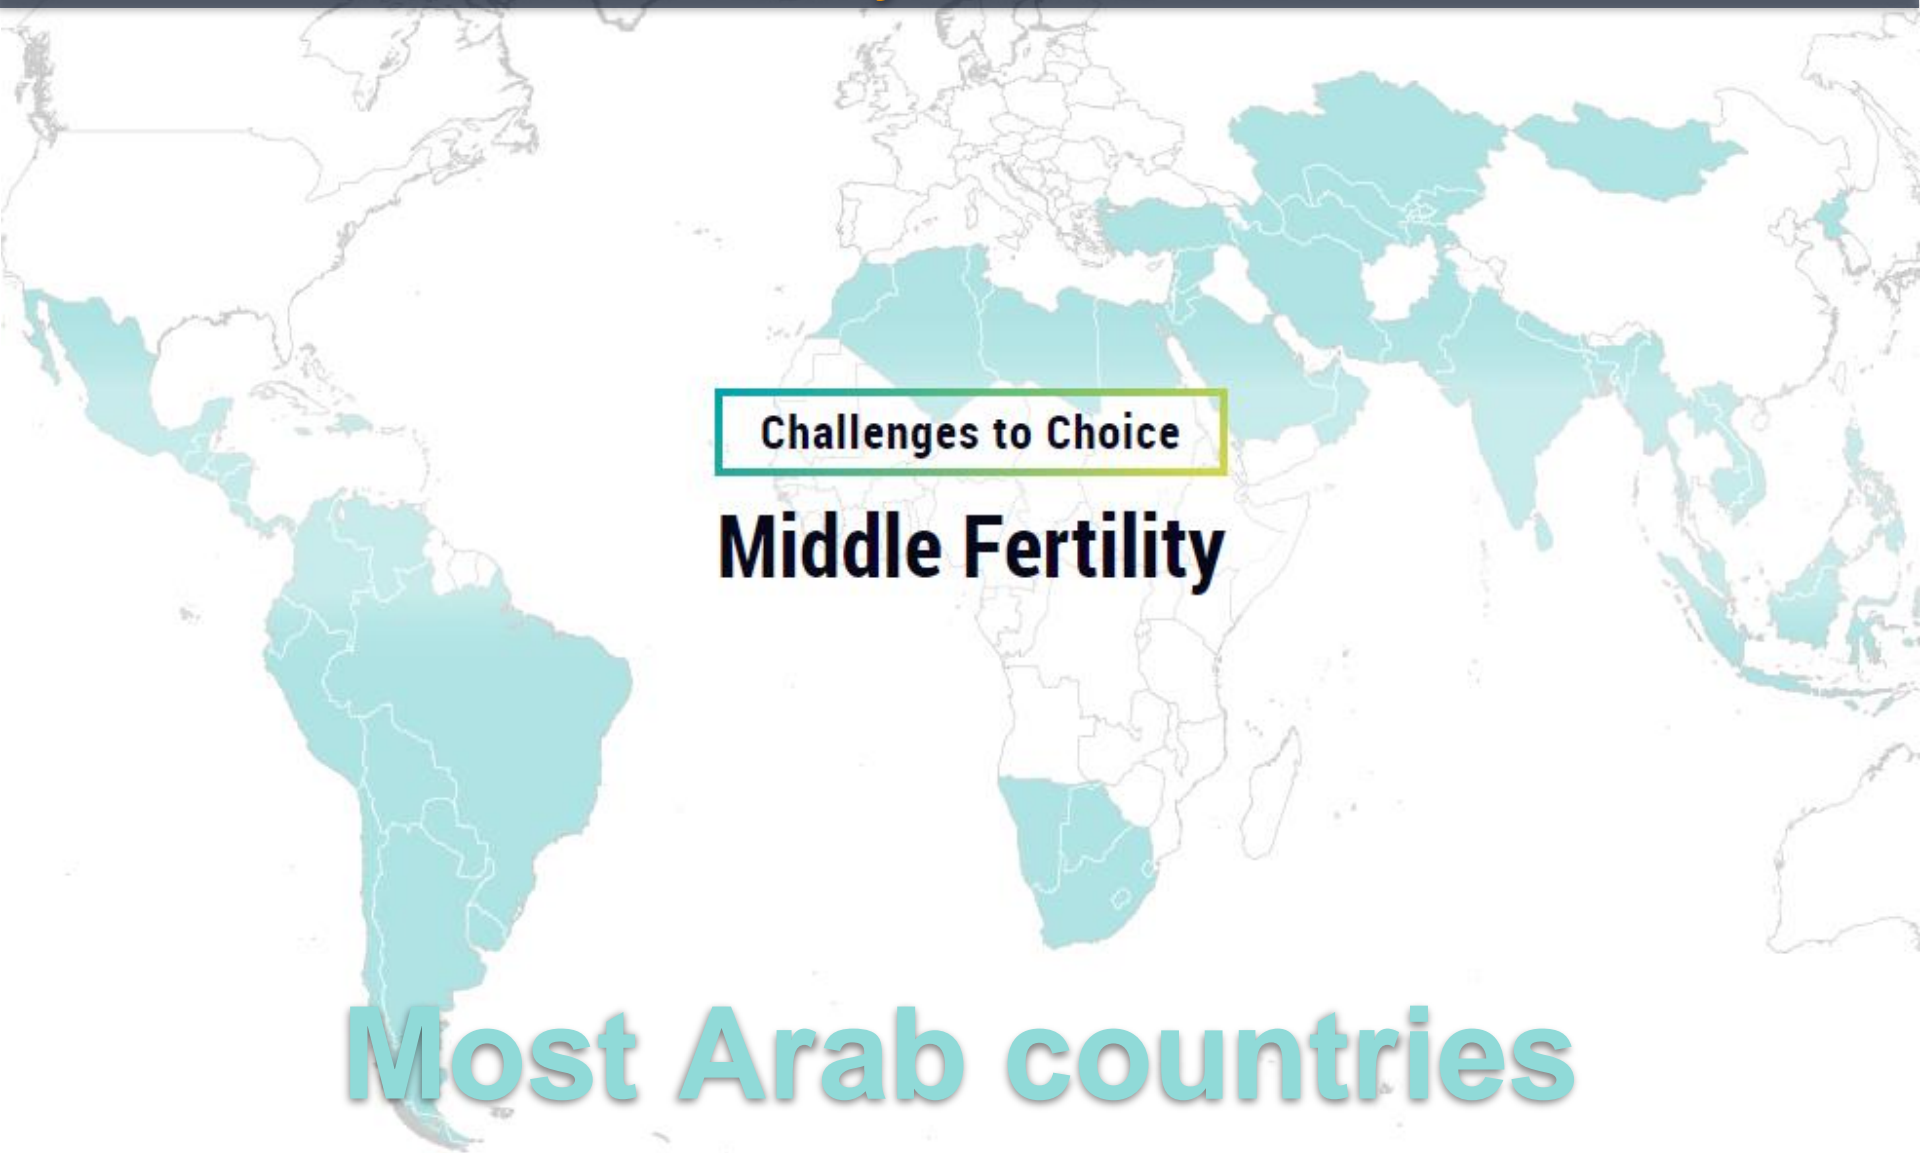 Challenges to Choice
Middle Fertility
Most Arab countries